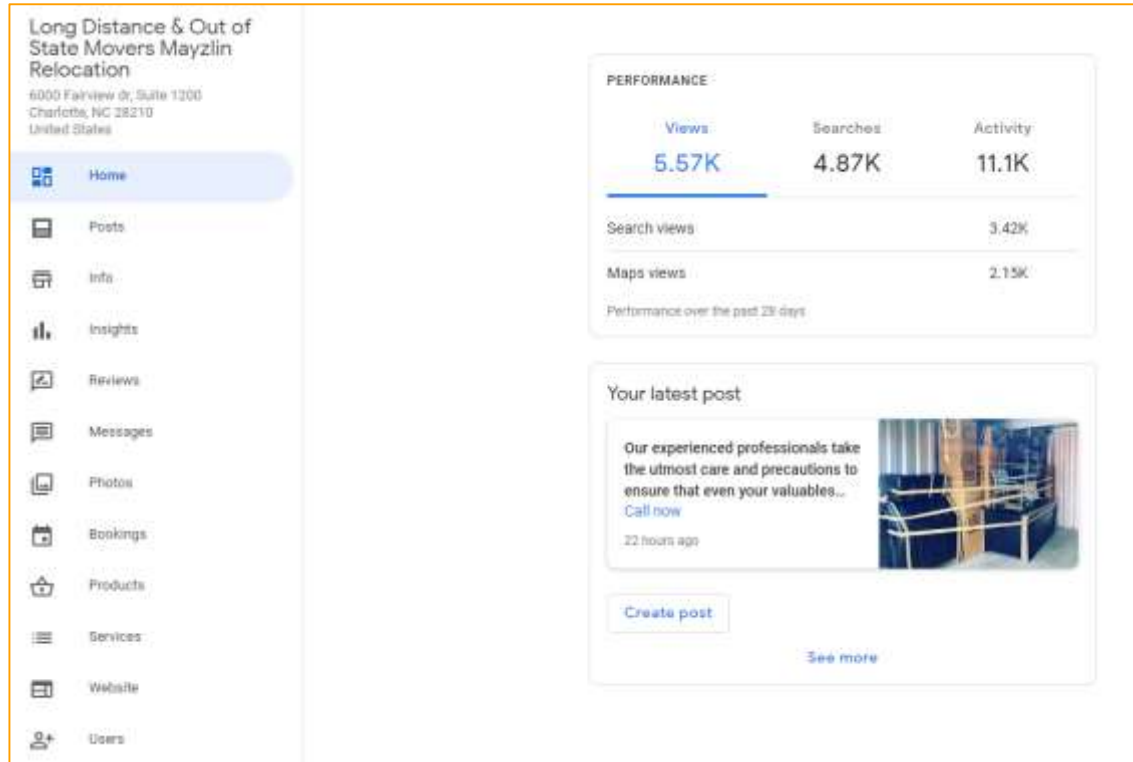 Long Distance & Out of
State Movers Mayzlin
Relocation
6000 Fairview dr, Suite 1200
Charlotte, NC 28210
United States
Home
Posts
Info
Insights
Reviews
Messages
Photos
Bookings
Products
Services
Website
Users
PERFORMANCE
Views Searches Activity
5.57K 4.87K 11.1K
Search views 3.42K
Maps views 2.15K
Performance over the past 28 days
Your latest post
Our experienced professionals take
the utmost care and precautions to
ensure that even your valuables...
Call now
22 hours ago
Create post
See more